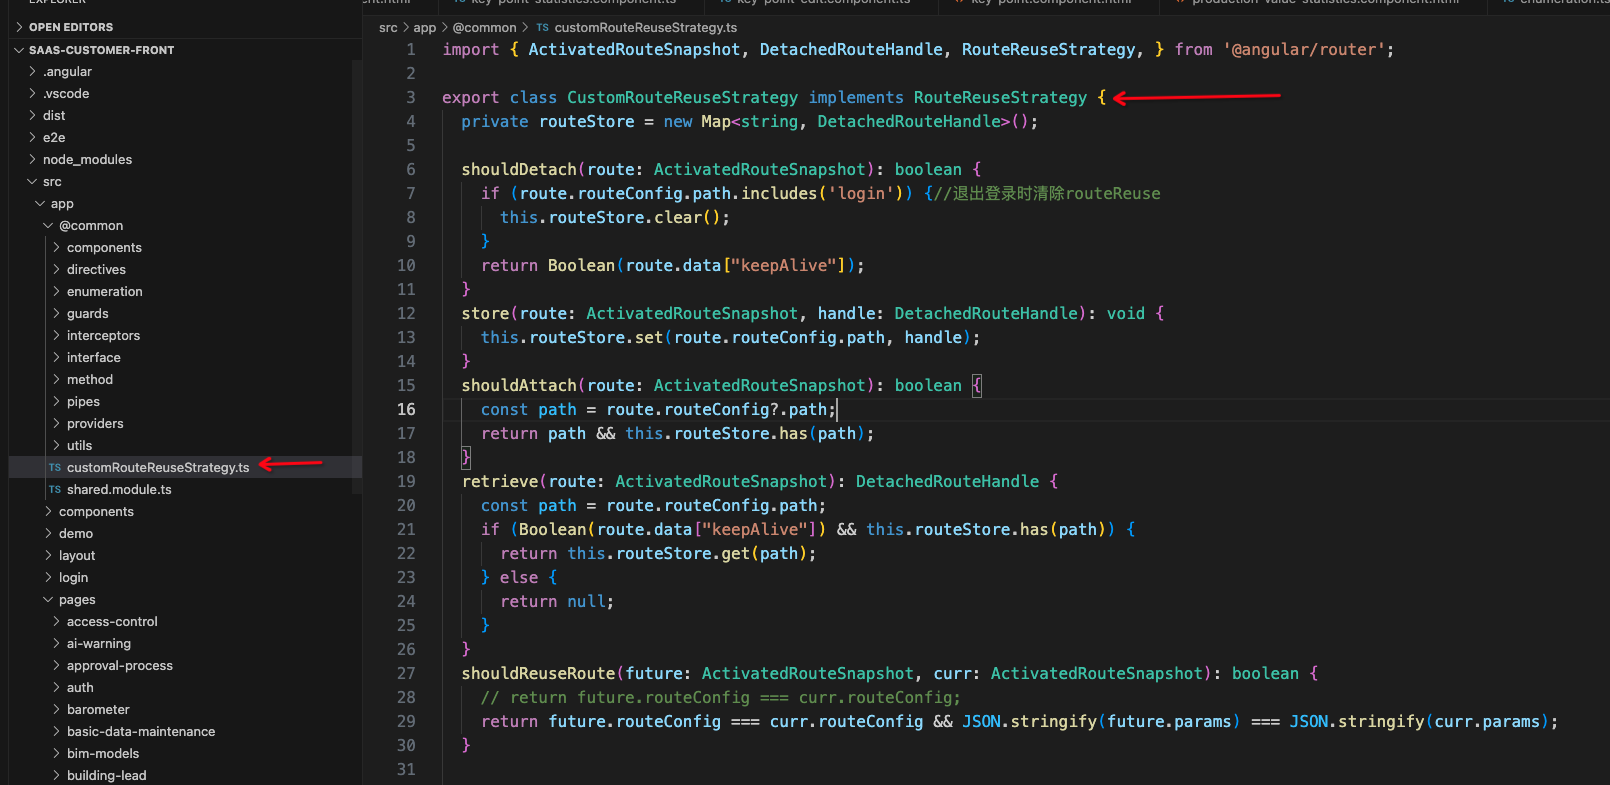 EXPLORER
OPEN EDITORS
SAAS-CUSTOMER-FRONT
.angular
.vscode
dist
e2e
node_modules
src
app
@common
components
directives
enumeration
guards
interceptors
interface
method
pipes
providers
utils
TS customRouteReuseStrategy.ts
TS shared.module.ts
components
demo
layout
login
pages
access-control
ai-warning
approval-process
auth
barometer
basic-data-maintenance
bim-models
building-lead
src > app > @common > TS customRouteReuseStrategy.ts
1 import { ActivatedRouteSnapshot, DetachedRouteHandle, RouteReuseStrategy, } from '@angular/router';
2
3 export class CustomRouteReuseStrategy implements RouteReuseStrategy {
4 private routeStore = new Map<string, DetachedRouteHandle>();
5
6 shouldDetach(route: ActivatedRouteSnapshot): boolean {
7 if (route.routeConfig.path.includes('login')) {//退出登录时清除routeReuse
8 this.routeStore.clear();
9 }
10 return Boolean(route.data["keepAlive"]);
11 }
12 store(route: ActivatedRouteSnapshot, handle: DetachedRouteHandle): void {
13 this.routeStore.set(route.routeConfig.path, handle);
14 }
15 shouldAttach(route: ActivatedRouteSnapshot): boolean {
16 const path = route.routeConfig?.path;
17 return path && this.routeStore.has(path);
18 }
19 retrieve(route: ActivatedRouteSnapshot): DetachedRouteHandle {
20 const path = route.routeConfig.path;
21 if (Boolean(route.data["keepAlive"]) && this.routeStore.has(path)) {
22 return this.routeStore.get(path);
23 } else {
24 return null;
25 }
26 }
27 shouldReuseRoute(future: ActivatedRouteSnapshot, curr: ActivatedRouteSnapshot): boolean {
28 // return future.routeConfig === curr.routeConfig;
29 return future.routeConfig === curr.routeConfig && JSON.stringify(future.params) === JSON.stringify(curr.params);
30 }
31